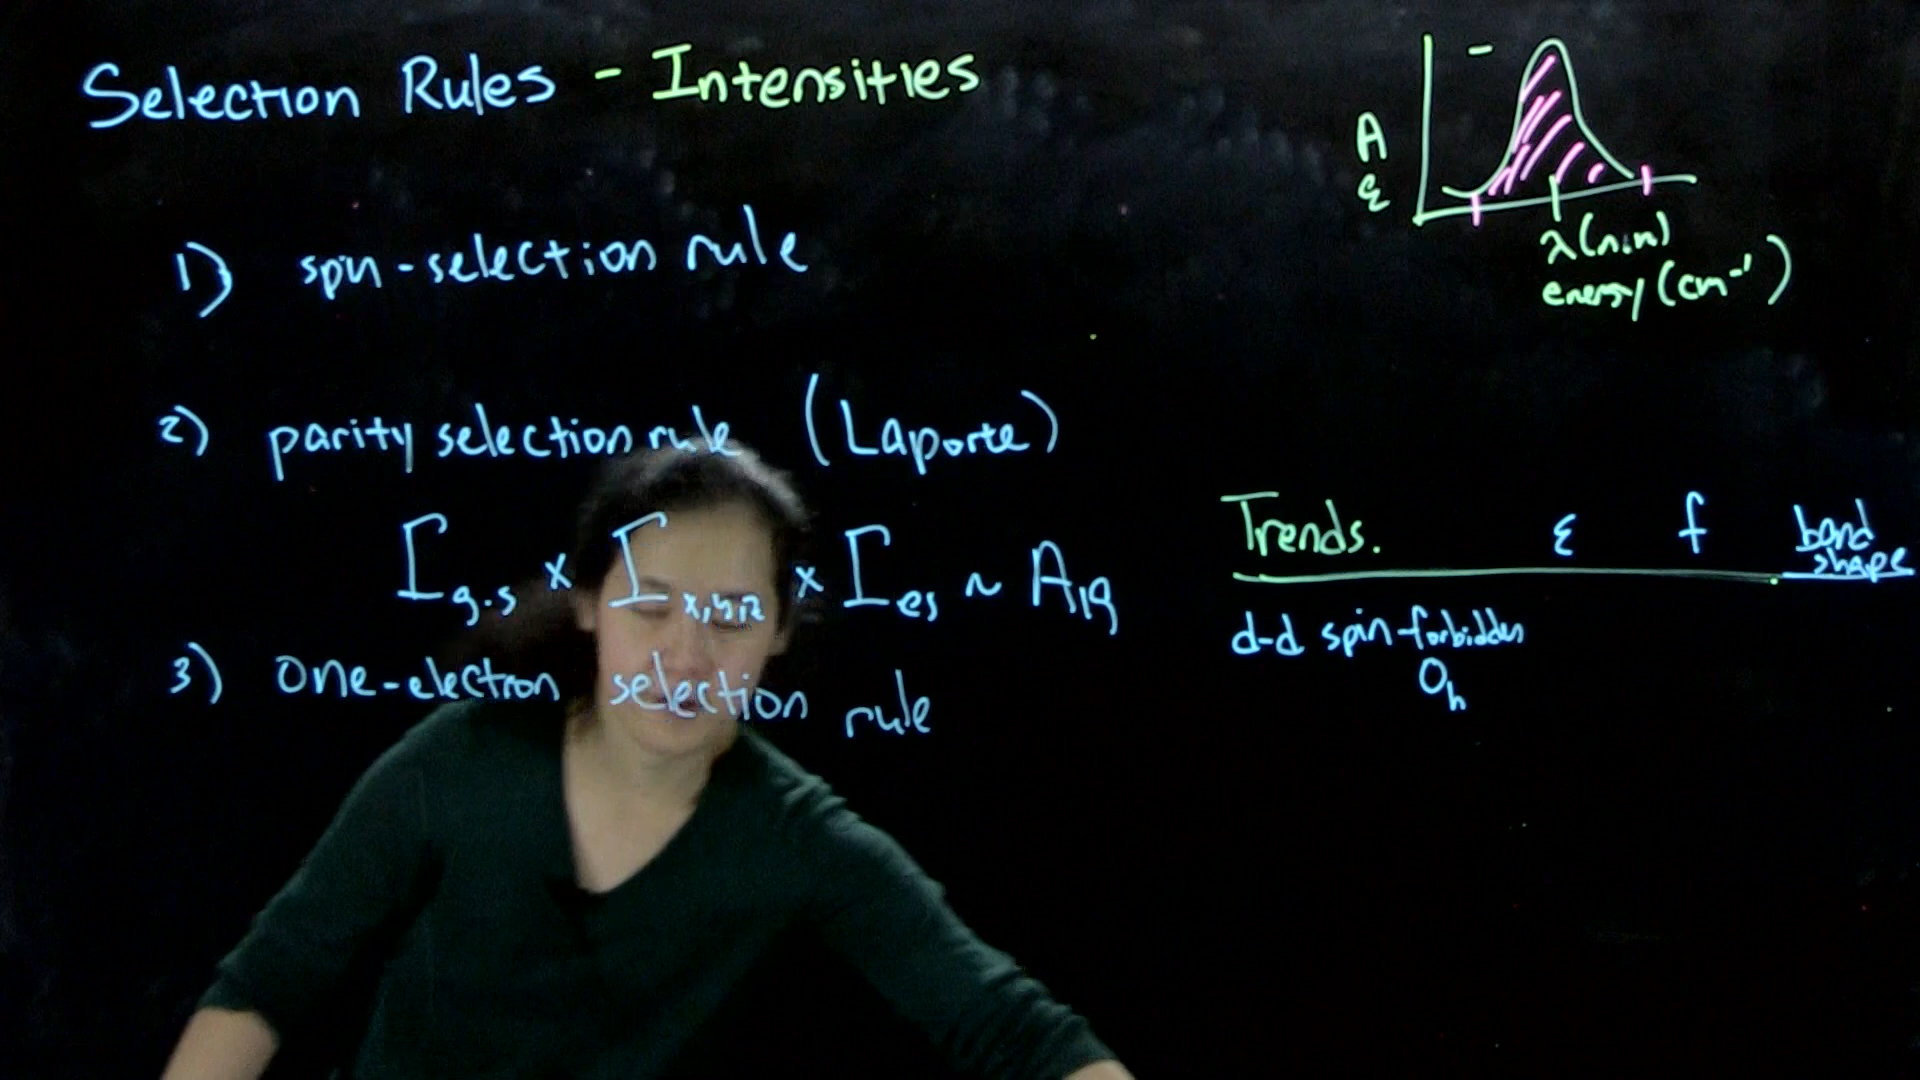 Selection Rules - Intensities
A
ε
λ(nm)
energy (cm⁻¹)
1) spin-selection rule
2) parity selection rule (Laporte)
Γg.s × Γx,y,z × Γes ~ A1g
3) one-electron selection rule
Trends. ε f band shape
d-d spin-forbidden
Oh